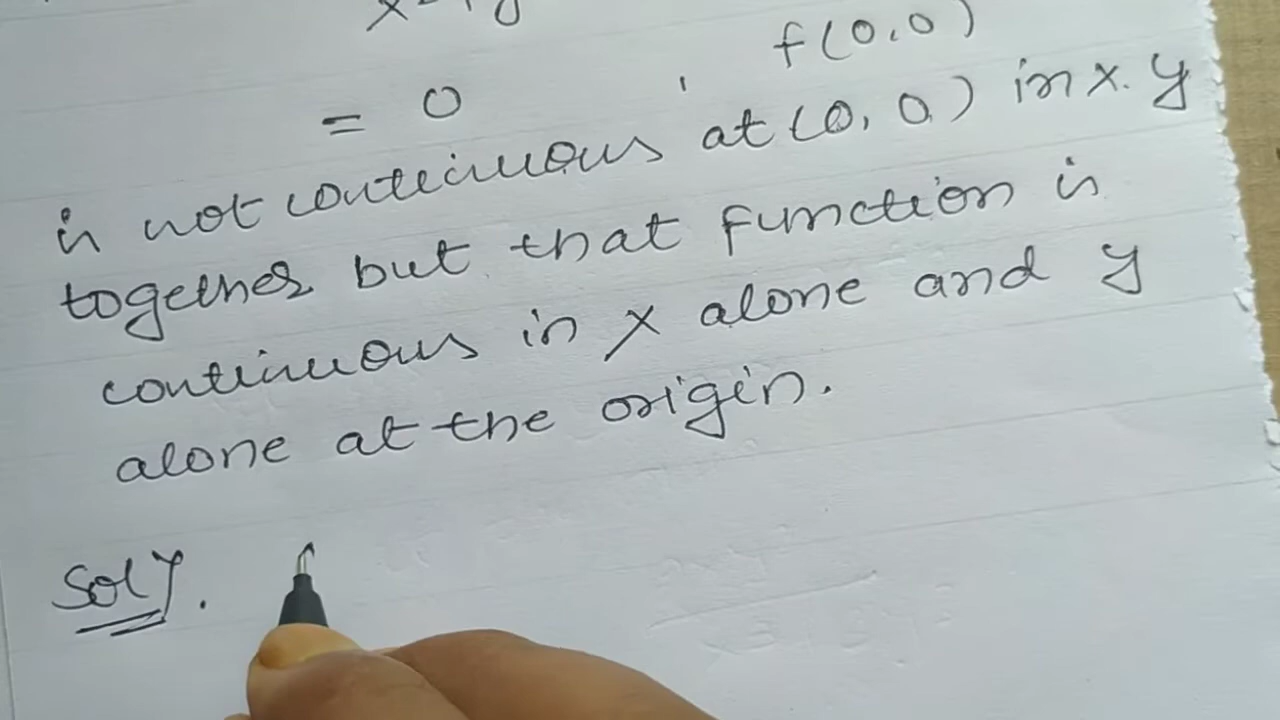 f(0,0)
= 0 ,
is not continuous at (0, 0) in x. y
together but that function is
continuous in x alone and y
alone at the origin.
Sol^y.